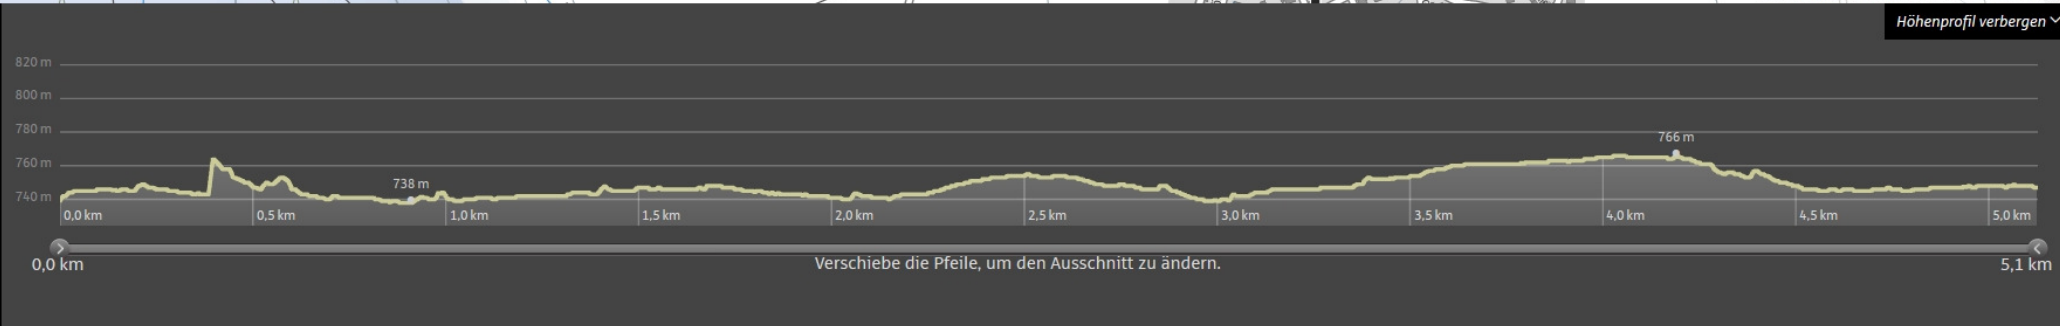 Höhenprofil verbergen
820 m
800 m
780 m
760 m
740 m
738 m
766 m
0,0 km
0,5 km
1,0 km
1,5 km
2,0 km
2,5 km
3,0 km
3,5 km
4,0 km
4,5 km
5,0 km
0,0 km
Verschiebe die Pfeile, um den Ausschnitt zu ändern.
5,1 km